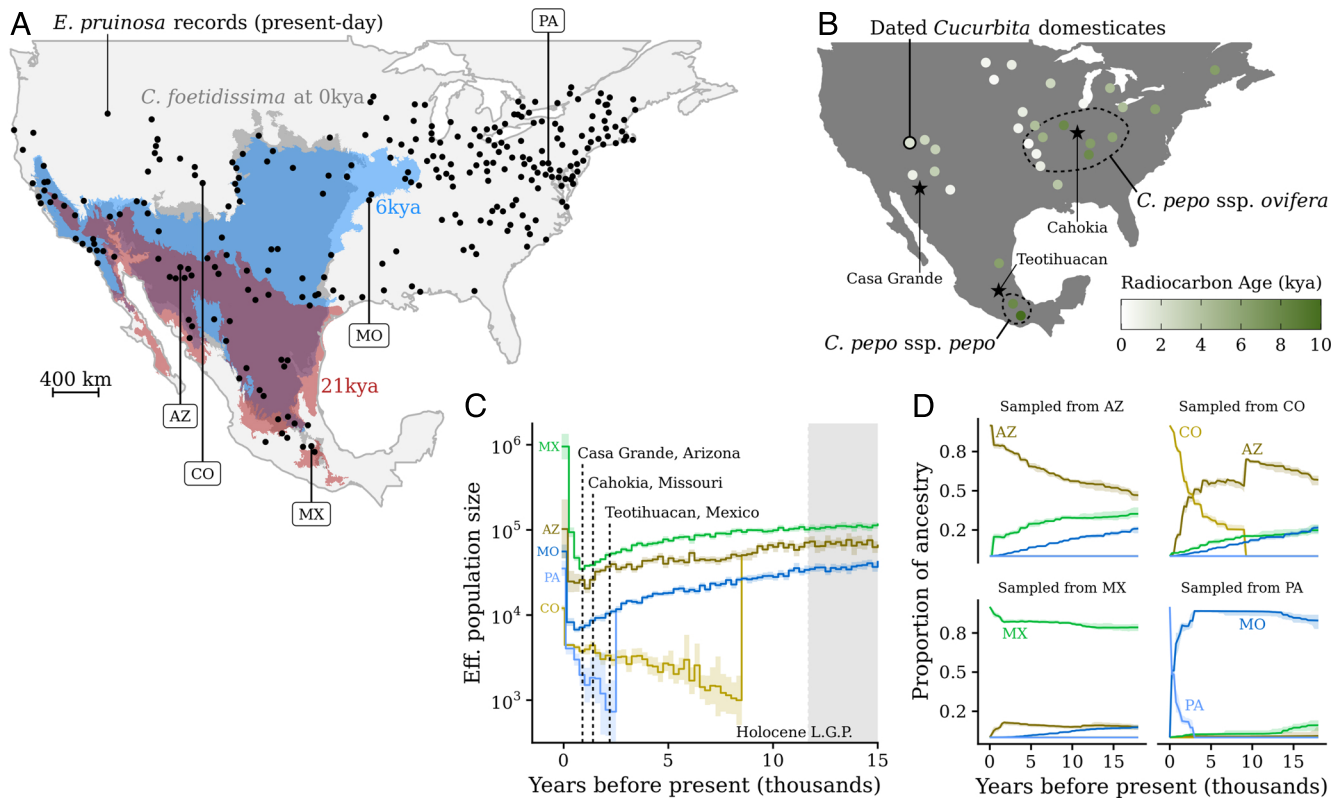 A
E. pruinosa records (present-day)
PA
C. foetidissima at 0kya
6kya
MO
21kya
400 km
AZ
CO
MX
B
Dated Cucurbita domesticates
C. pepo ssp. ovifera
Cahokia
Casa Grande
Teotihuacan
Radiocarbon Age (kya)
0 2 4 6 8 10
C. pepo ssp. pepo
C
Eff. population size
10⁶
10⁵
10⁴
10³
MX
AZ
MO
PA
CO
Casa Grande, Arizona
Cahokia, Missouri
Teotihuacan, Mexico
Holocene L.G.P.
0 5 10 15
Years before present (thousands)
D
Proportion of ancestry
Sampled from AZ
AZ
0.8
0.5
0.2
Sampled from CO
CO
AZ
Sampled from MX
MX
0.8
0.5
0.2
0 5 10 15
Sampled from PA
MO
PA
0 5 10 15
Years before present (thousands)